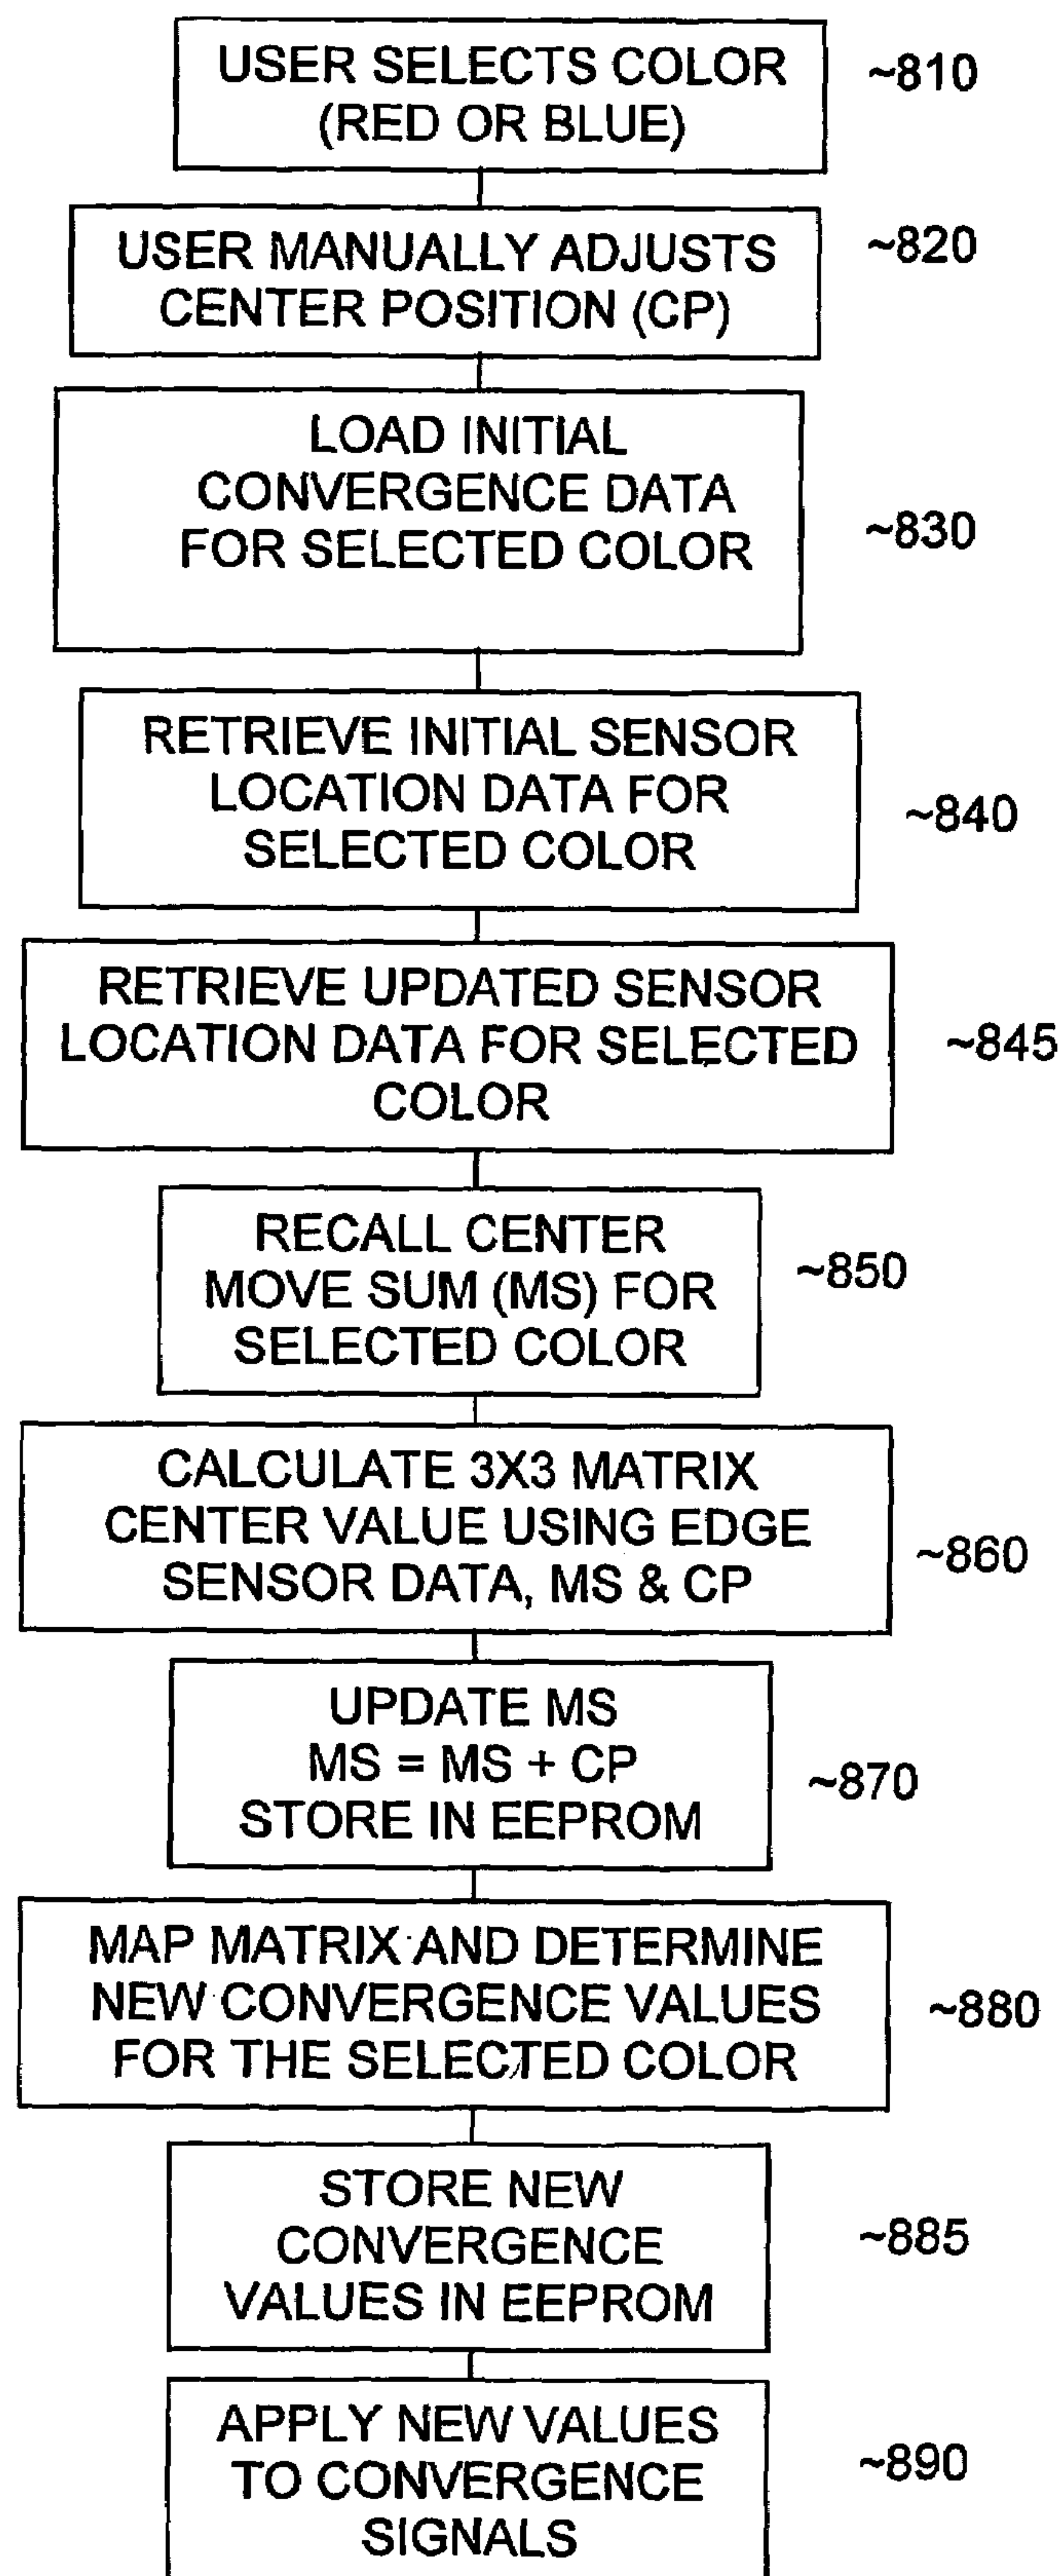 USER SELECTS COLOR
(RED OR BLUE)
~810
USER MANUALLY ADJUSTS
CENTER POSITION (CP)
~820
LOAD INITIAL
CONVERGENCE DATA
FOR SELECTED COLOR
~830
RETRIEVE INITIAL SENSOR
LOCATION DATA FOR
SELECTED COLOR
~840
RETRIEVE UPDATED SENSOR
LOCATION DATA FOR SELECTED
COLOR
~845
RECALL CENTER
MOVE SUM (MS) FOR
SELECTED COLOR
~850
CALCULATE 3X3 MATRIX
CENTER VALUE USING EDGE
SENSOR DATA, MS & CP
~860
UPDATE MS
MS = MS + CP
STORE IN EEPROM
~870
MAP MATRIX AND DETERMINE
NEW CONVERGENCE VALUES
FOR THE SELECTED COLOR
~880
STORE NEW
CONVERGENCE
VALUES IN EEPROM
~885
APPLY NEW VALUES
TO CONVERGENCE
SIGNALS
~890